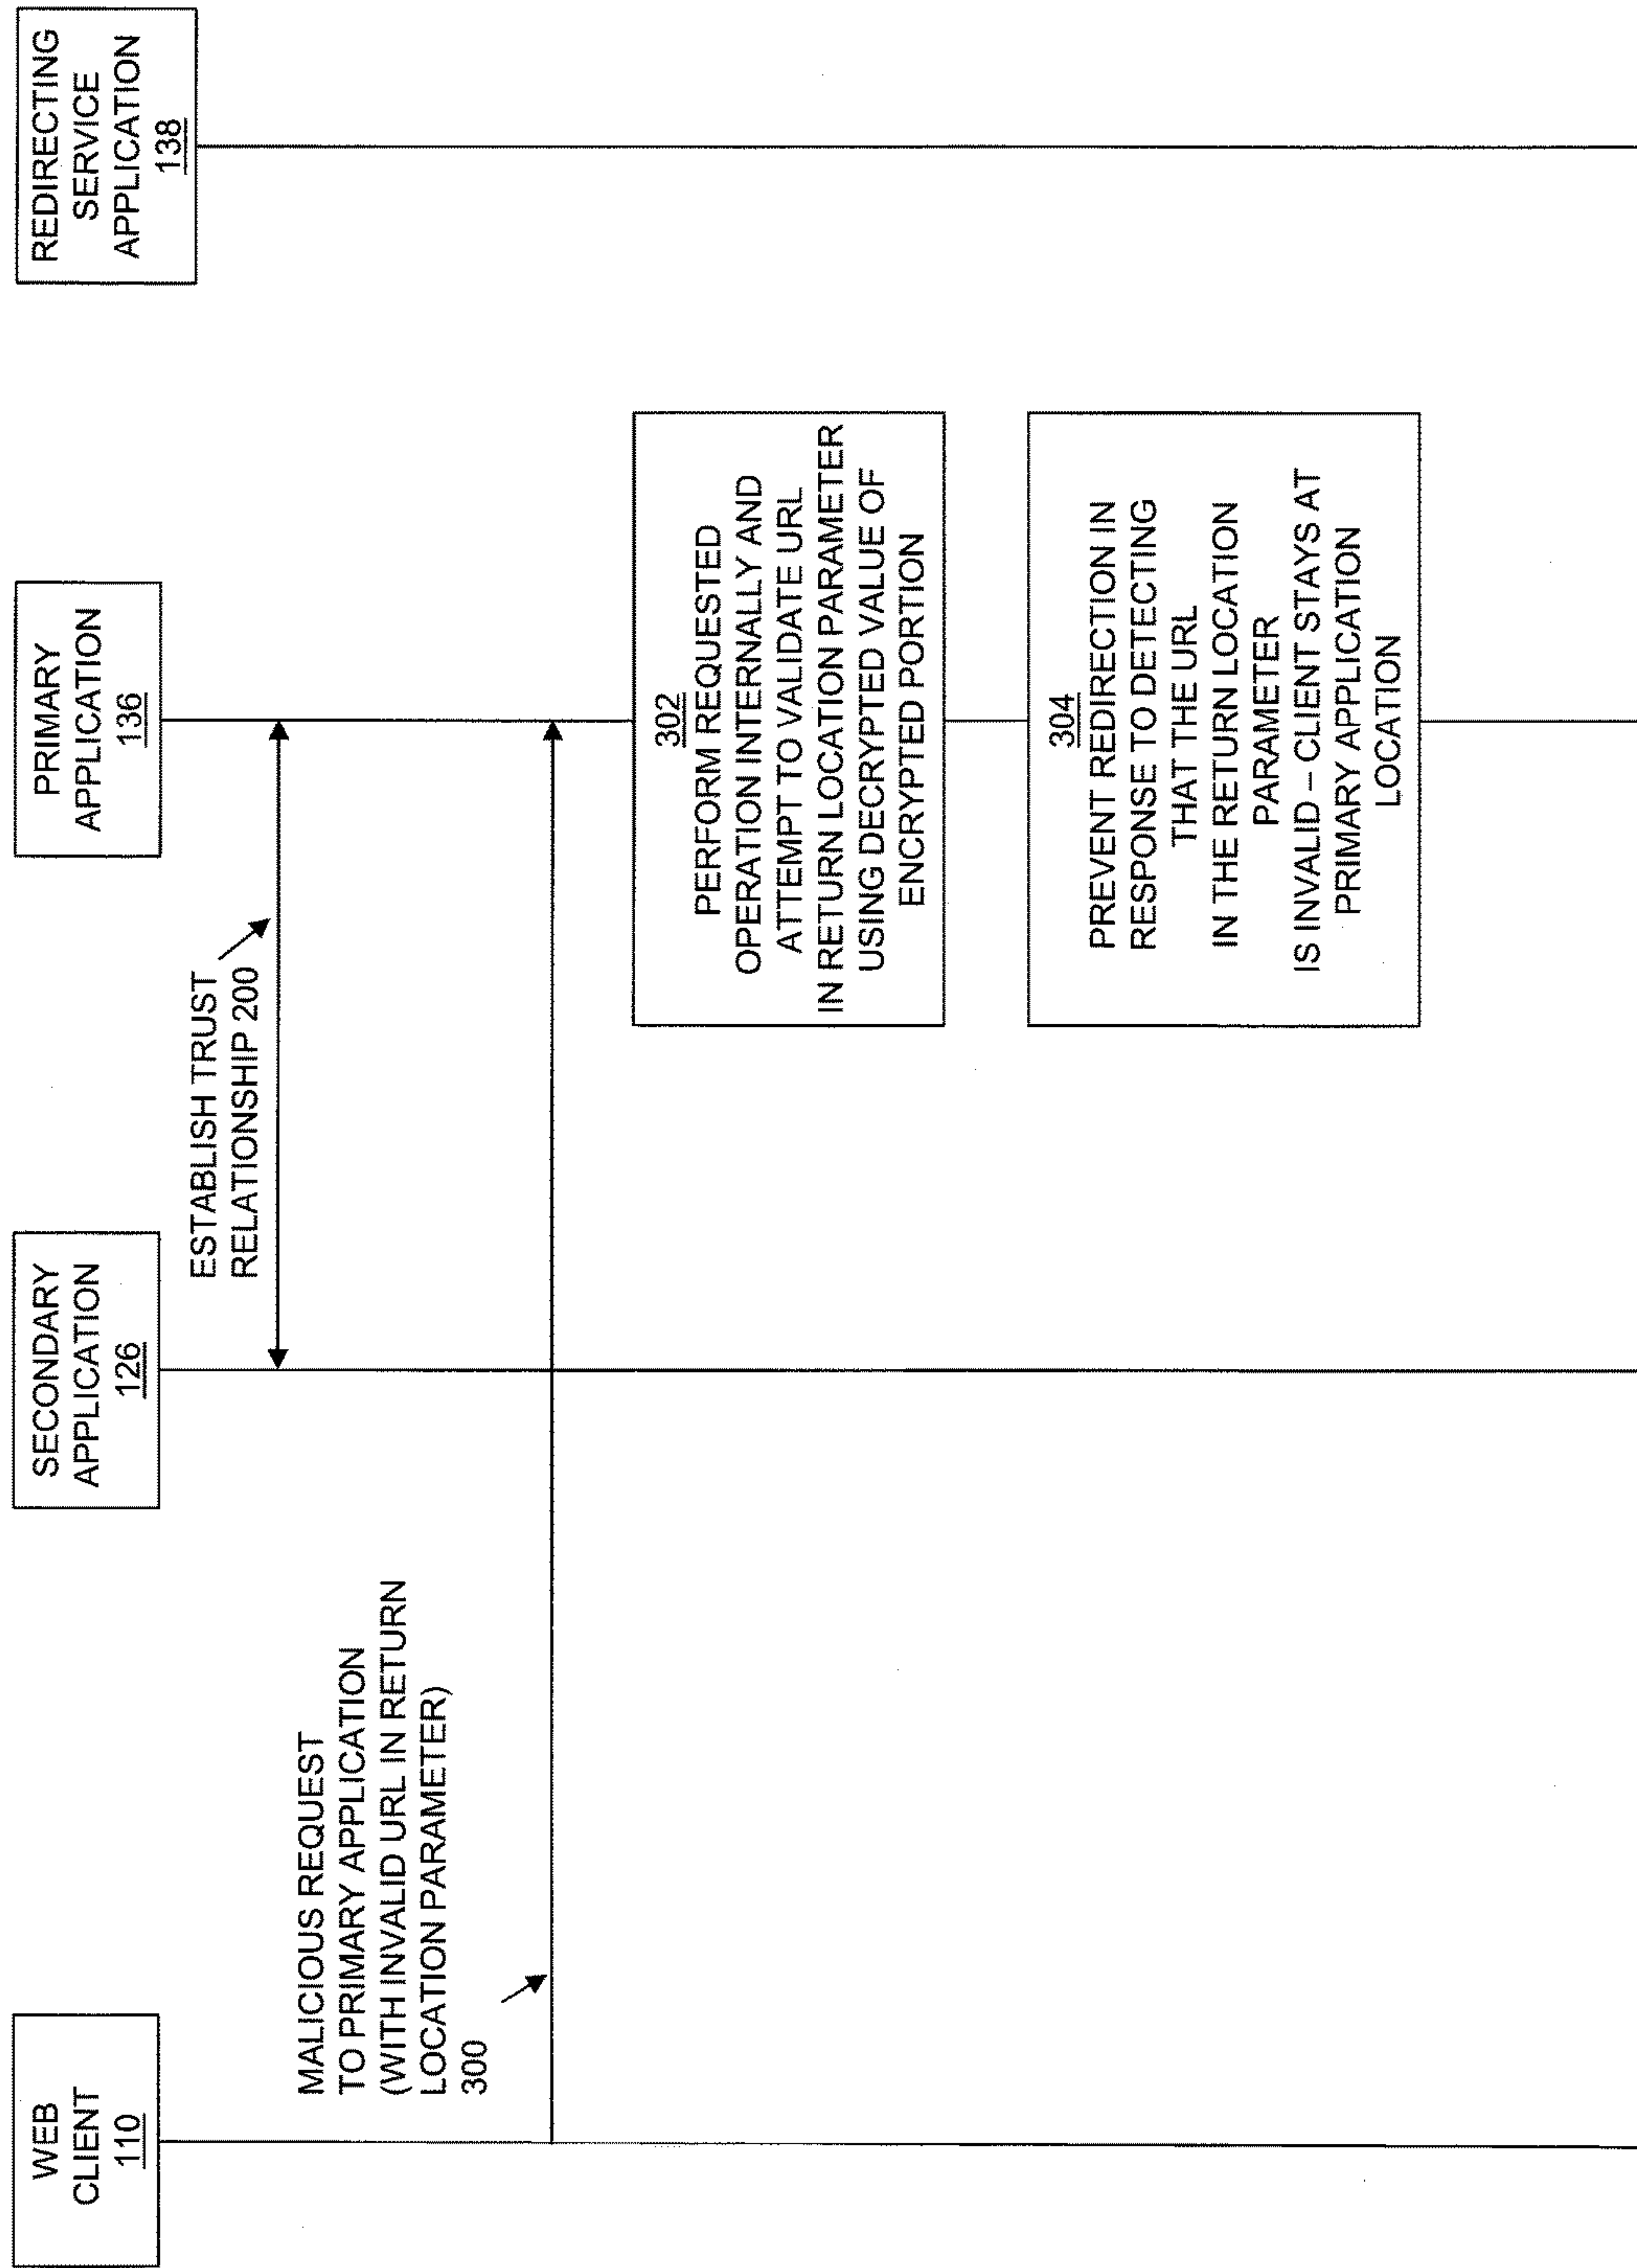 WEB
CLIENT
110
SECONDARY
APPLICATION
126
PRIMARY
APPLICATION
136
REDIRECTING
SERVICE
APPLICATION
138
ESTABLISH TRUST
RELATIONSHIP 200
MALICIOUS REQUEST
TO PRIMARY APPLICATION
(WITH INVALID URL IN RETURN
LOCATION PARAMETER)
300
302
PERFORM REQUESTED
OPERATION INTERNALLY AND
ATTEMPT TO VALIDATE URL
IN RETURN LOCATION PARAMETER
USING DECRYPTED VALUE OF
ENCRYPTED PORTION
304
PREVENT REDIRECTION IN
RESPONSE TO DETECTING
THAT THE URL
IN THE RETURN LOCATION
PARAMETER
IS INVALID – CLIENT STAYS AT
PRIMARY APPLICATION
LOCATION